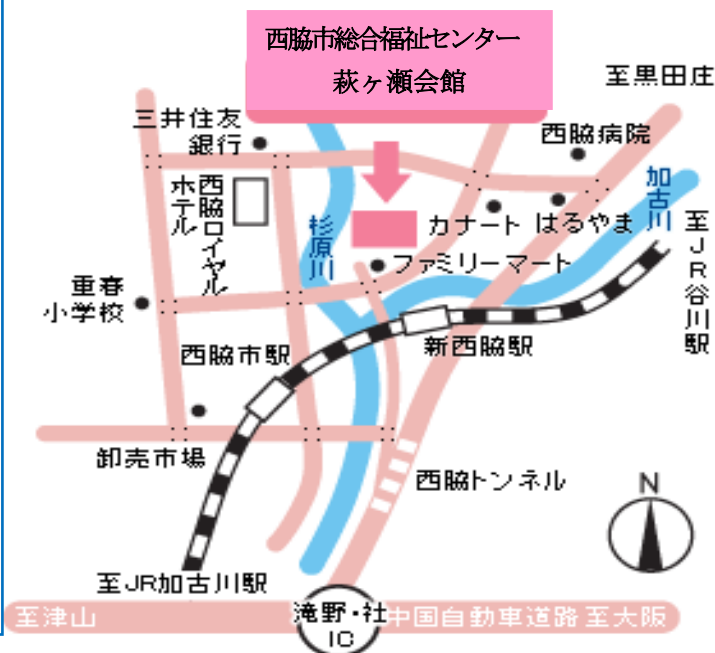 西脇市総合福祉センター
萩ヶ瀬会館
至黒田庄
三井住友
銀行
西脇病院
西脇ロイヤル
ホテル
杉原川
カナート
はるやま
加古川
至JR谷川駅
ファミリーマート
重春
小学校
西脇市駅
新西脇駅
卸売市場
西脇トンネル
N
至JR加古川駅
至津山
滝野・社
IC
中国自動車道路
至大阪